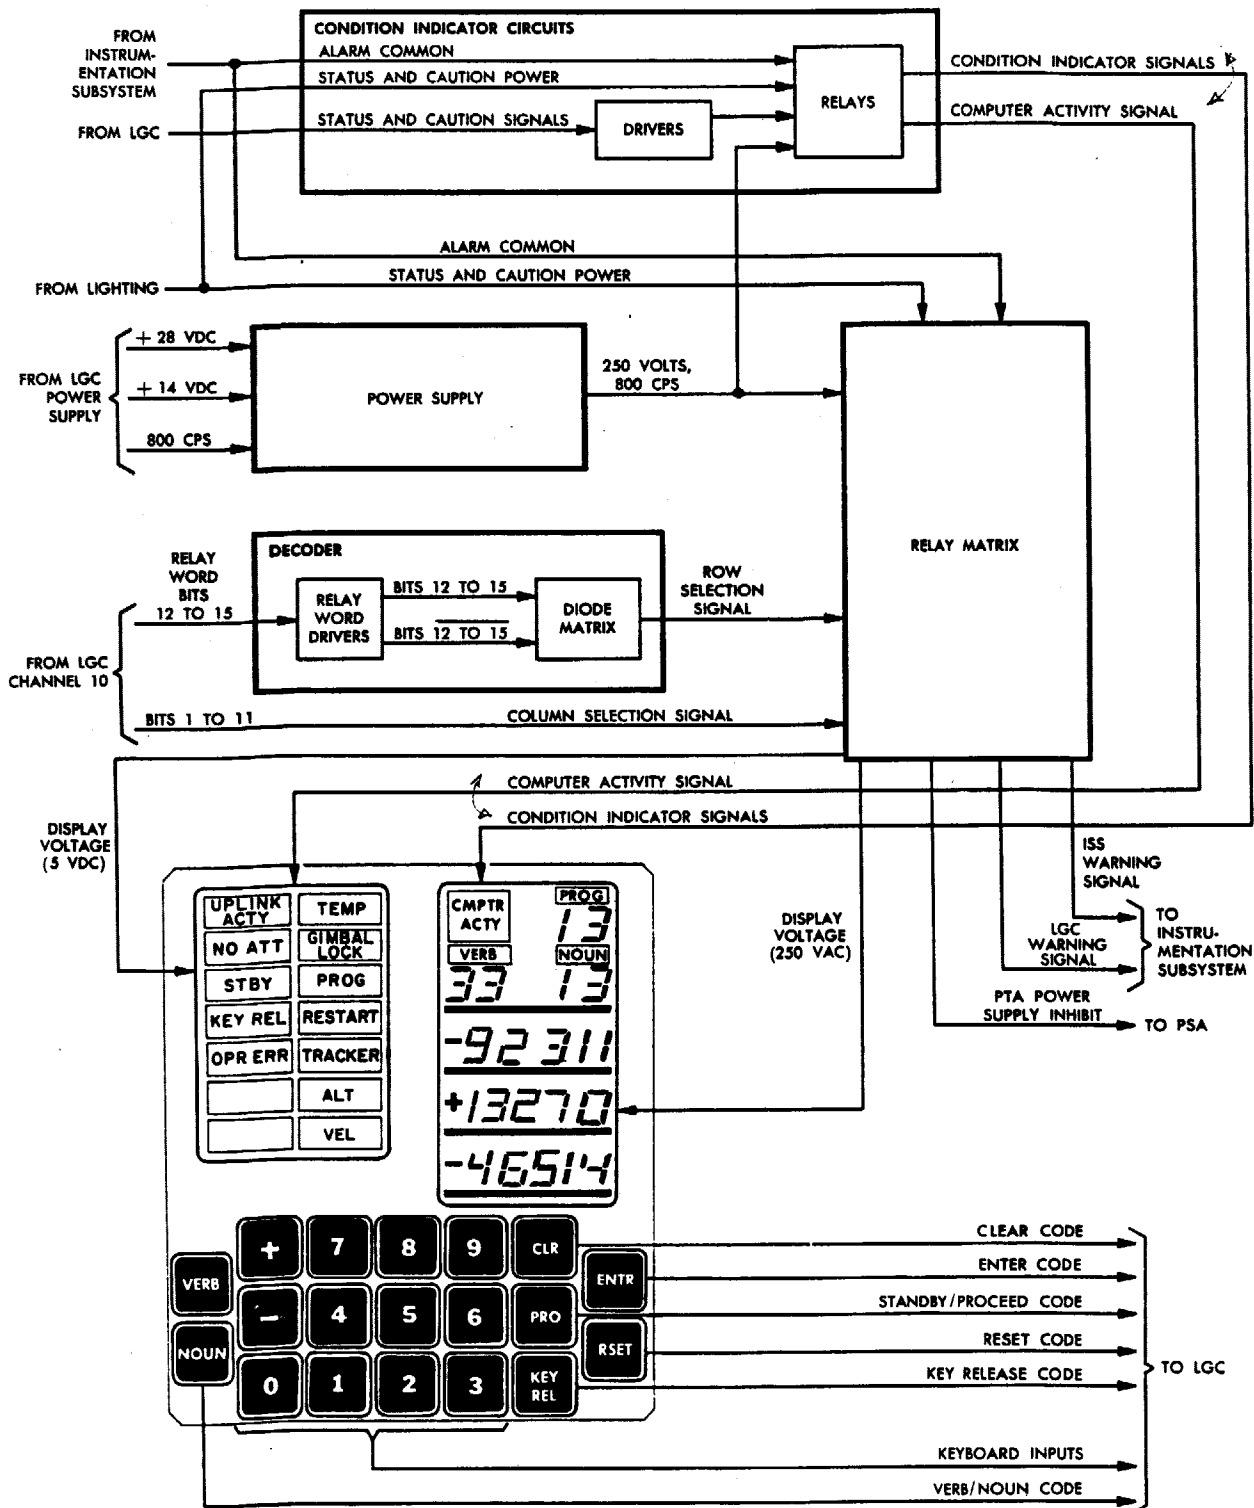 CONDITION INDICATOR CIRCUITS
FROM
INSTRUM-
ENTATION
SUBSYSTEM
ALARM COMMON
STATUS AND CAUTION POWER
FROM LGC
STATUS AND CAUTION SIGNALS
DRIVERS
RELAYS
CONDITION INDICATOR SIGNALS
COMPUTER ACTIVITY SIGNAL
ALARM COMMON
STATUS AND CAUTION POWER
FROM LIGHTING
FROM LGC
POWER
SUPPLY
+ 28 VDC
+ 14 VDC
800 CPS
POWER SUPPLY
250 VOLTS,
800 CPS
RELAY MATRIX
DECODER
RELAY
WORD
BITS
12 TO 15
RELAY
WORD
DRIVERS
BITS 12 TO 15
BITS 12 TO 15
DIODE
MATRIX
ROW
SELECTION
SIGNAL
FROM LGC
CHANNEL 10
BITS 1 TO 11
COLUMN SELECTION SIGNAL
COMPUTER ACTIVITY SIGNAL
CONDITION INDICATOR SIGNALS
DISPLAY
VOLTAGE
(5 VDC)
DISPLAY
VOLTAGE
(250 VAC)
ISS
WARNING
SIGNAL
LGC
WARNING
SIGNAL
TO
INSTRU-
MENTATION
SUBSYSTEM
PTA POWER
SUPPLY INHIBIT
TO PSA
UPLINK
ACTY
TEMP
NO ATT
GIMBAL
LOCK
STBY
PROG
KEY REL
RESTART
OPR ERR
TRACKER
ALT
VEL
CMPTR
ACTY
PROG
13
VERB
NOUN
33
13
-92311
+13270
-46514
VERB
NOUN
+ 7 8 9 CLR
- 4 5 6 PRO
0 1 2 3 KEY
REL
ENTR
RSET
CLEAR CODE
ENTER CODE
STANDBY/PROCEED CODE
RESET CODE
KEY RELEASE CODE
TO LGC
KEYBOARD INPUTS
VERB/NOUN CODE